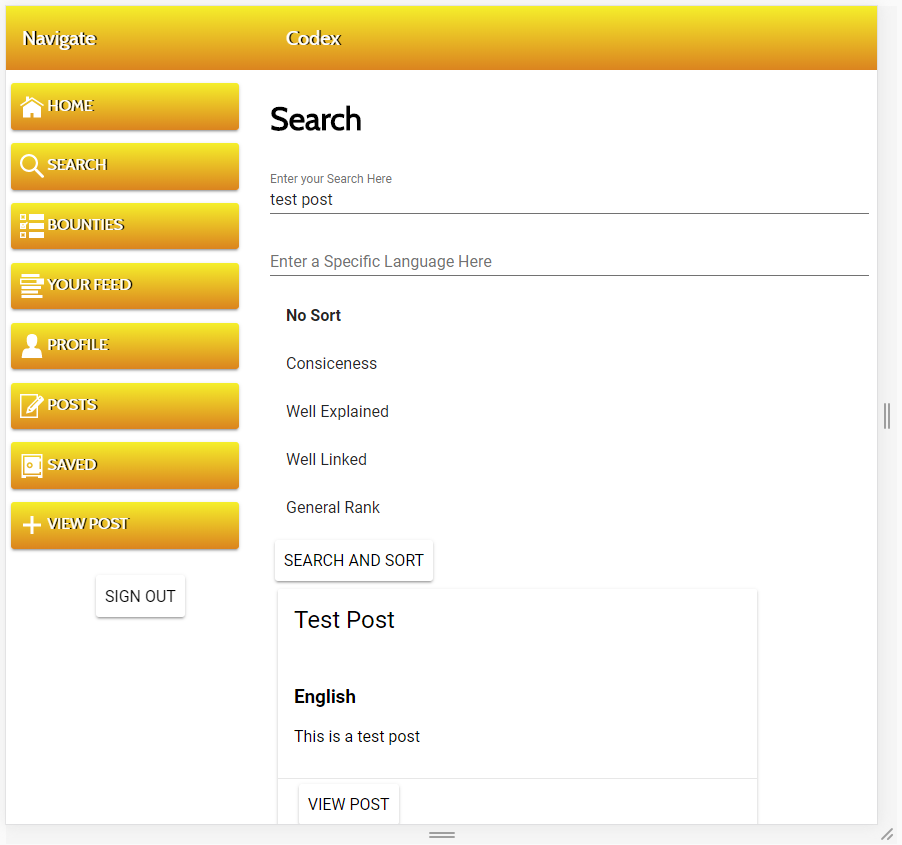 Navigate
Codex
HOME
SEARCH
BOUNTIES
YOUR FEED
PROFILE
POSTS
SAVED
VIEW POST
SIGN OUT
Search
Enter your Search Here
test post
Enter a Specific Language Here
No Sort
Consiceness
Well Explained
Well Linked
General Rank
SEARCH AND SORT
Test Post
English
This is a test post
VIEW POST